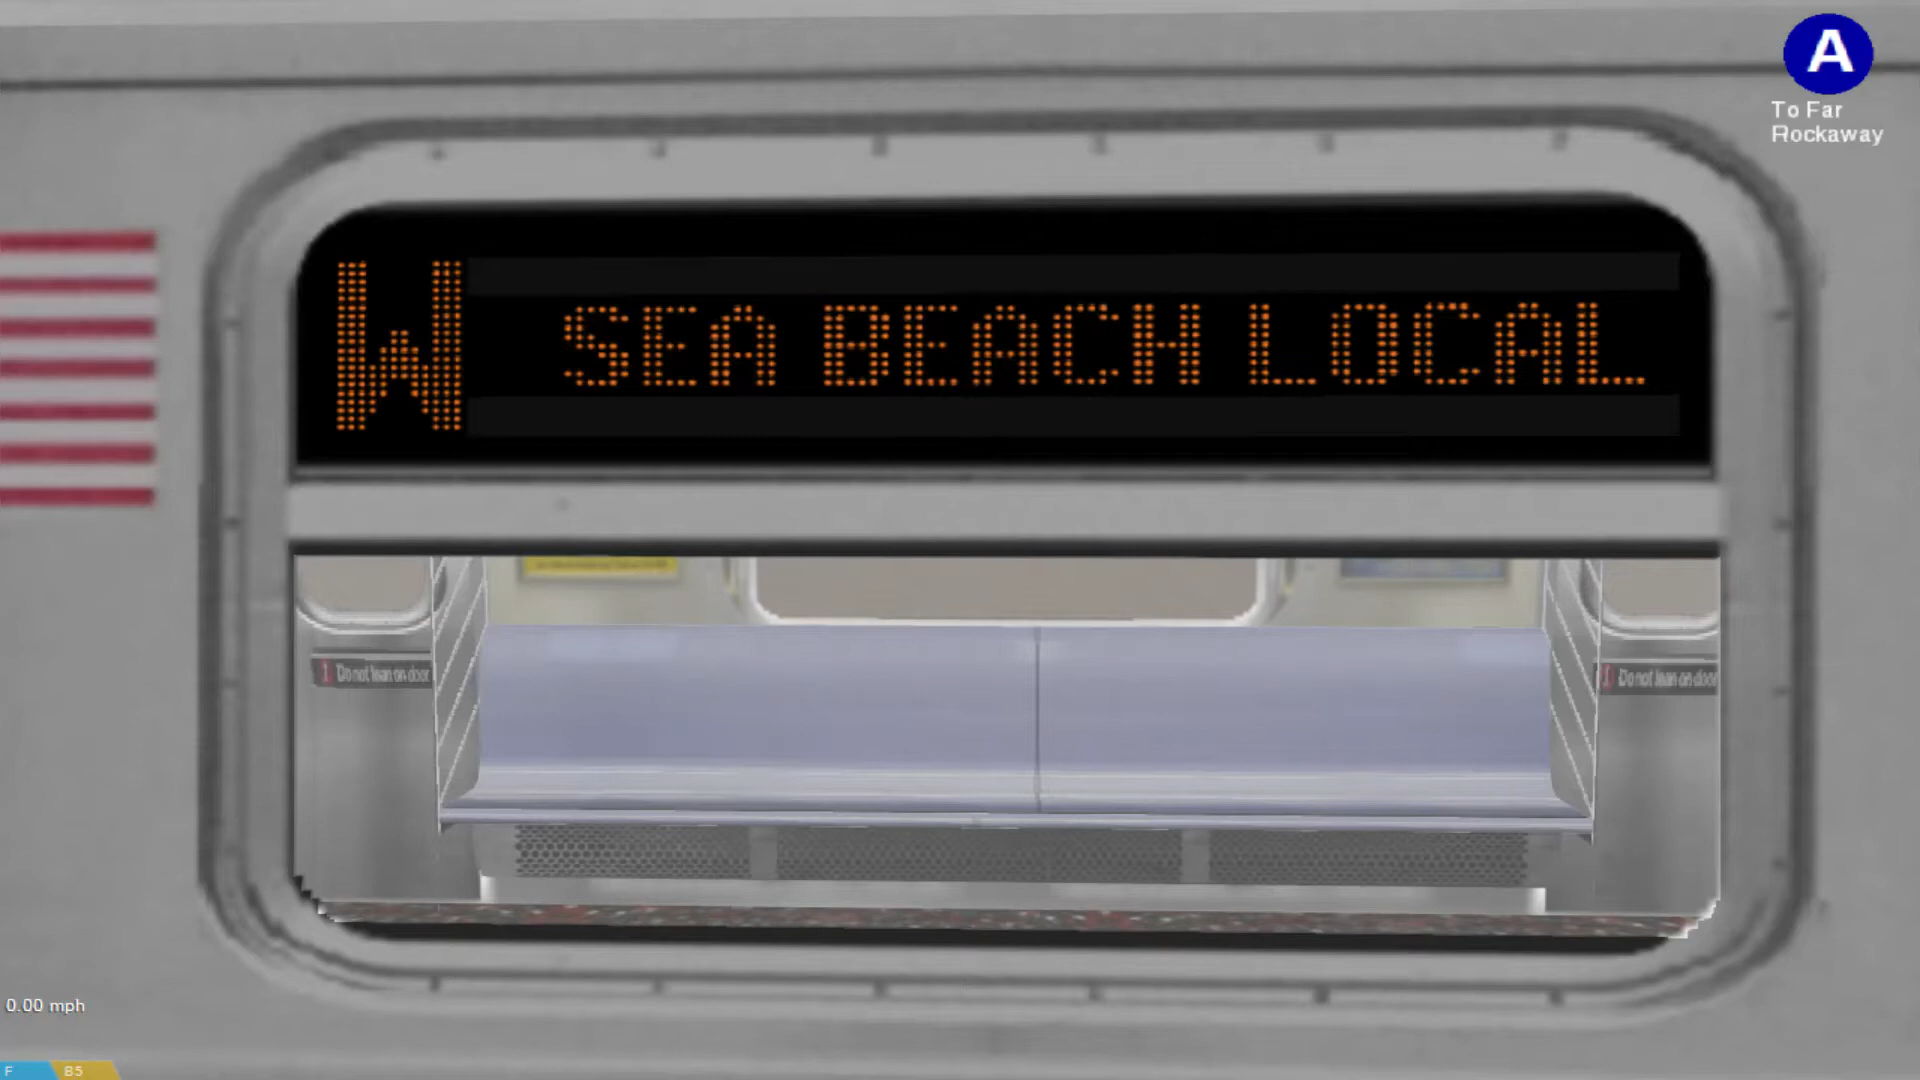 A
To Far
Rockaway
W SEA BEACH LOCAL
Do not lean on door
Do not lean on door
0.00 mph
F B5